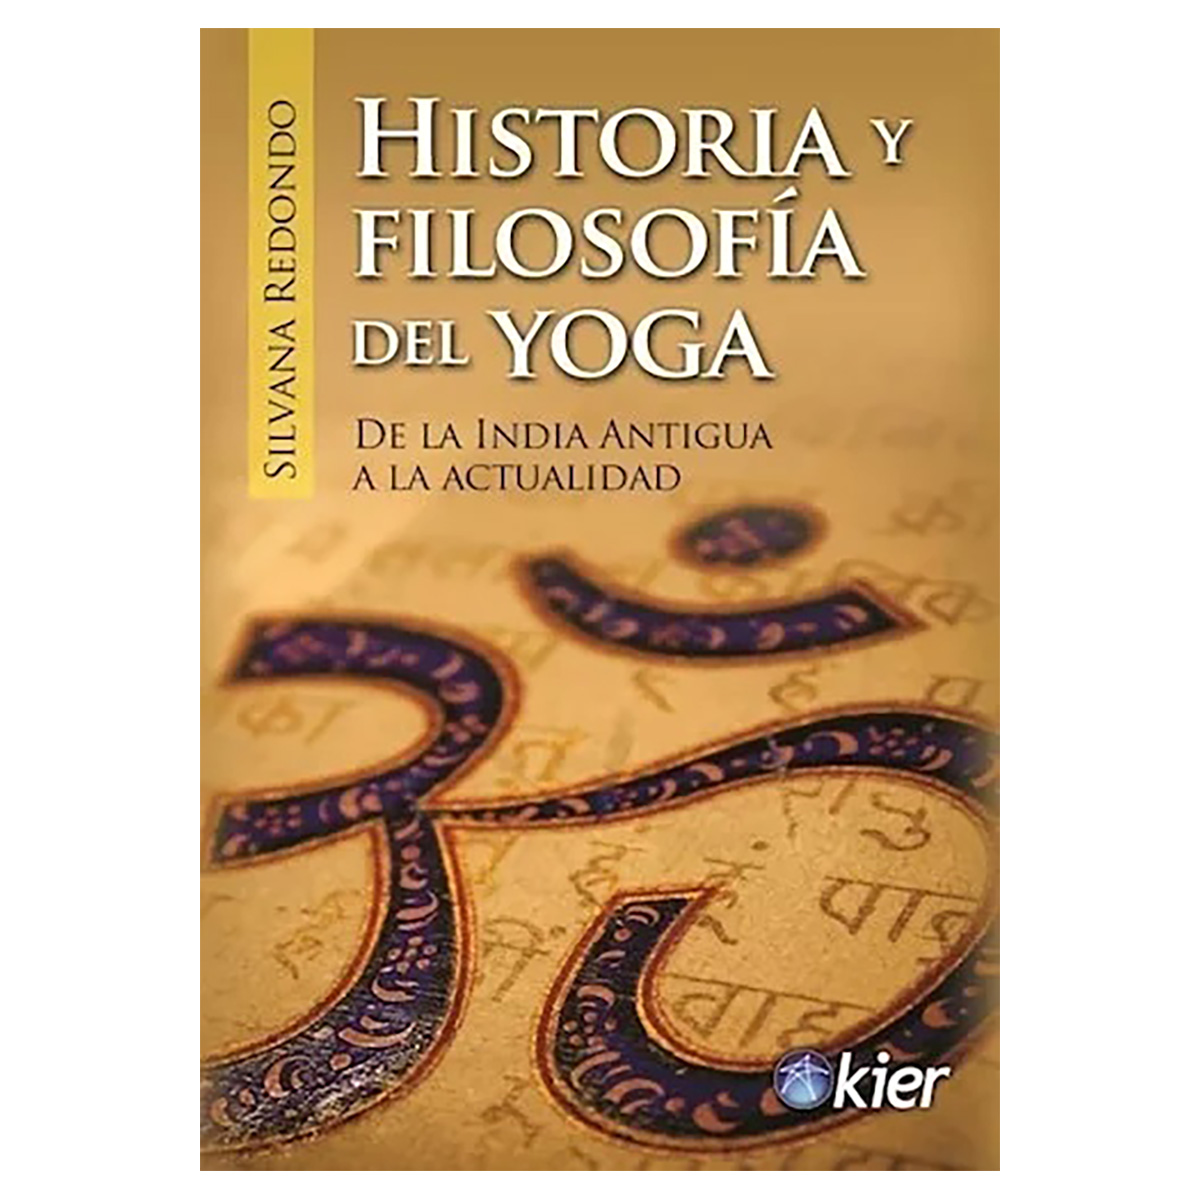 SILVANA REDONDO
HISTORIA Y
FILOSOFÍA
DEL YOGA
DE LA INDIA ANTIGUA
A LA ACTUALIDAD
वाह
kier